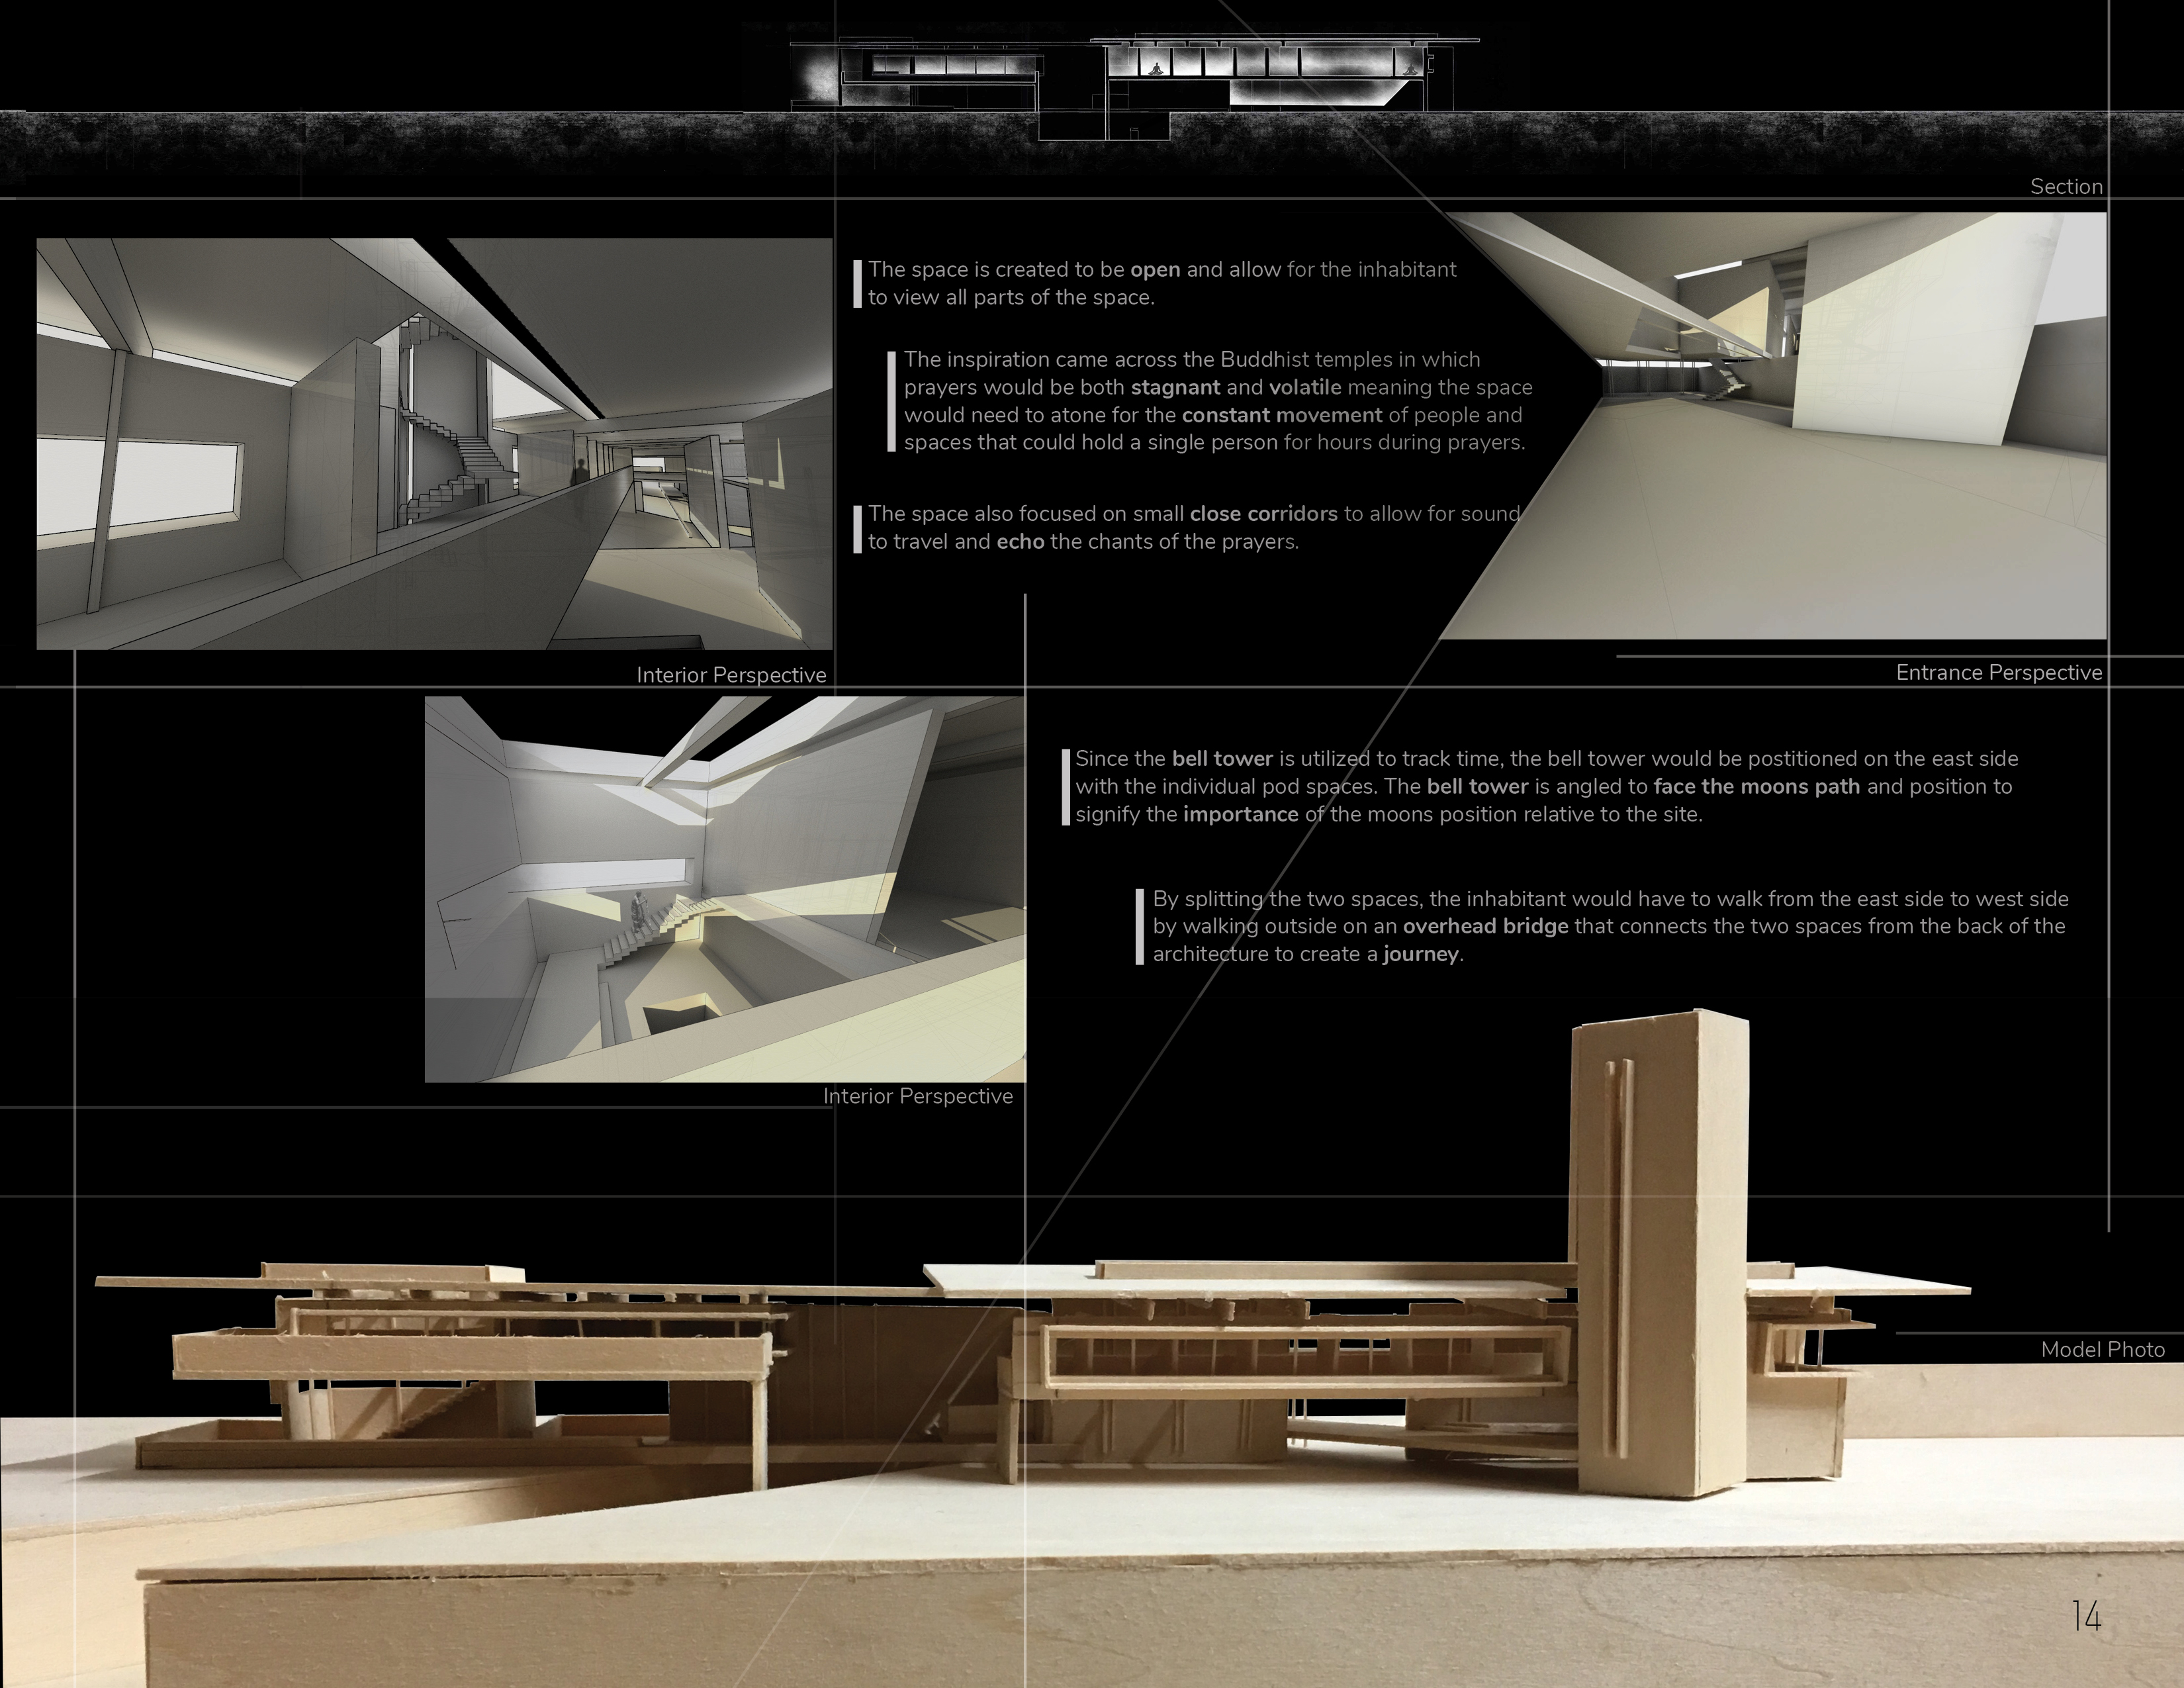 Section
The space is created to be open and allow for the inhabitant
to view all parts of the space.
The inspiration came across the Buddhist temples in which
prayers would be both stagnant and volatile meaning the space
would need to atone for the constant movement of people and
spaces that could hold a single person for hours during prayers.
The space also focused on small close corridors to allow for sound
to travel and echo the chants of the prayers.
Interior Perspective
Entrance Perspective
Since the bell tower is utilized to track time, the bell tower would be postitioned on the east side
with the individual pod spaces. The bell tower is angled to face the moons path and position to
signify the importance of the moons position relative to the site.
By splitting the two spaces, the inhabitant would have to walk from the east side to west side
by walking outside on an overhead bridge that connects the two spaces from the back of the
architecture to create a journey.
Interior Perspective
Model Photo
14